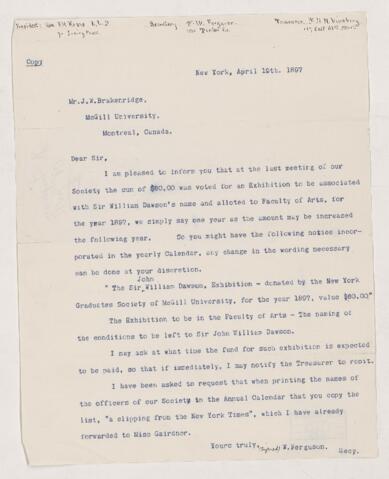 President: Wm
Secretary W. Ferguson
Treasurer
Copy
New York, April 19th. 1897
Mr.J.W.Brakenridge,
McGill University,
Montreal, Canada.
Dear Sir,
I am pleased to inform you that at the last meeting of our
Society the sum of $60.00 was voted for an Exhibition to be associated
with Sir William Dawson's name and alloted to Faculty of Arts, for
the year 1897, we simply say one year as the amount may be increased
the following year. So you might have the following notice incor-
porated in the yearly Calendar, any change in the wording necessary
can be done at your discretion.
John
" The Sir William Dawson, Exhibition - donated by the New York
Graduates Society of McGill University, for the year 1897, value $60.00"
The Exhibition to be in the Faculty of Arts - The naming of
the conditions to be left to Sir John William Dawson.
I may ask at what time the fund for such exhibition is expected
to be paid, so that if immediately, I may notify the Treasurer to remit.
I have been asked to request that when printing the names of
the officers of our Society in the Annual Calendar that you copy the
list, "a clipping from the New York Times", which I have already
forwarded to Miss Gairdner.
Yours truly, (signed) W.Ferguson.
Secy.